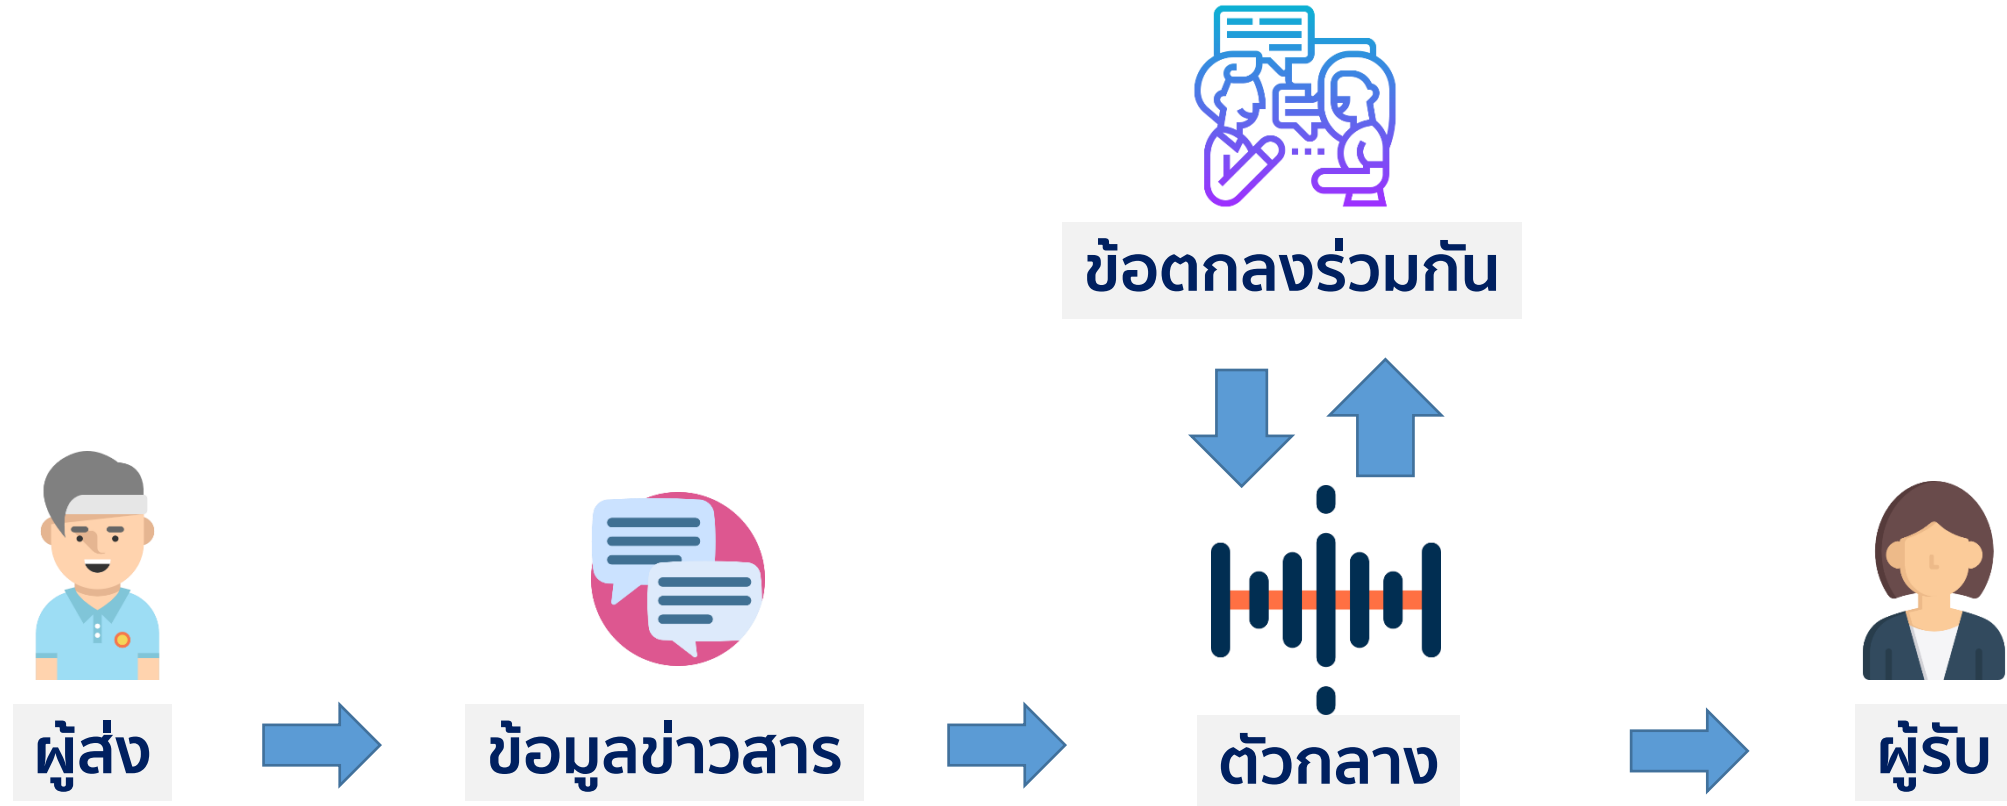 ข้อตกลงร่วมกัน
ผู้ส่ง
ข้อมูลข่าวสาร
ตัวกลาง
ผู้รับ